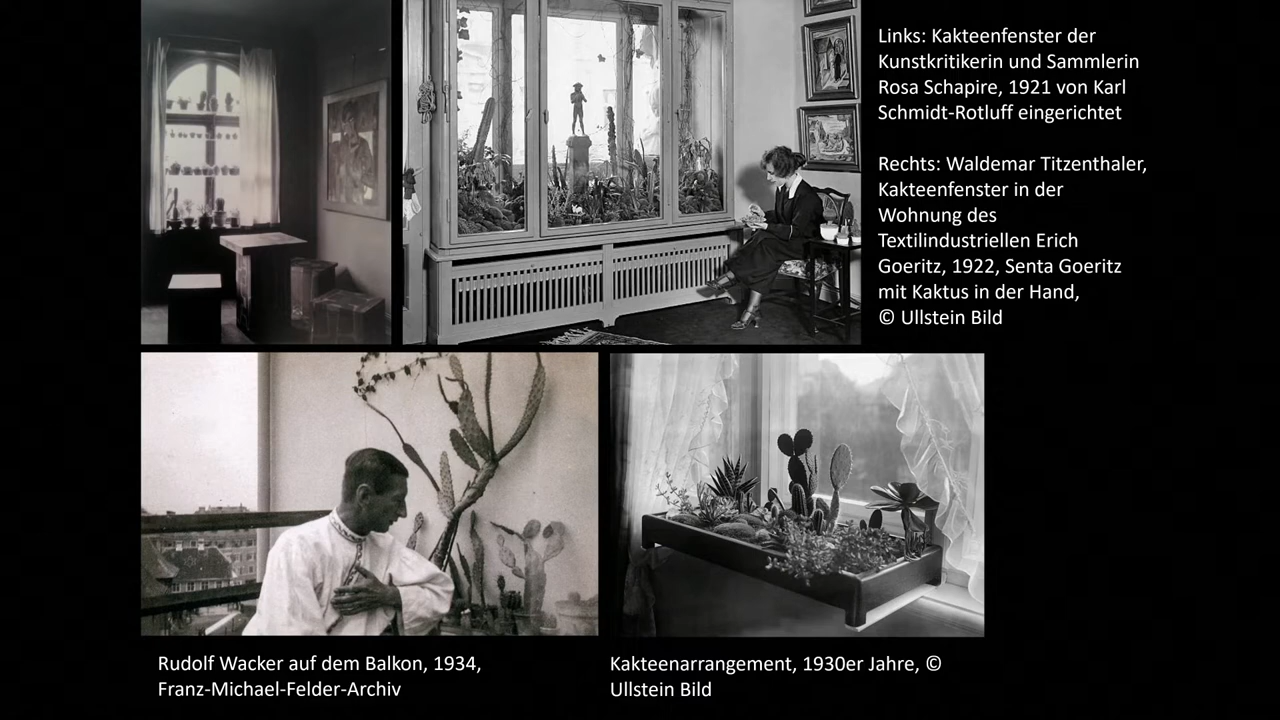 Links: Kakteenfenster der
Kunstkritikerin und Sammlerin
Rosa Schapire, 1921 von Karl
Schmidt-Rotluff eingerichtet
Rechts: Waldemar Titzenthaler,
Kakteenfenster in der
Wohnung des
Textilindustriellen Erich
Goeritz, 1922, Senta Goeritz
mit Kaktus in der Hand,
© Ullstein Bild
Rudolf Wacker auf dem Balkon, 1934,
Franz-Michael-Felder-Archiv
Kakteenarrangement, 1930er Jahre, ©
Ullstein Bild